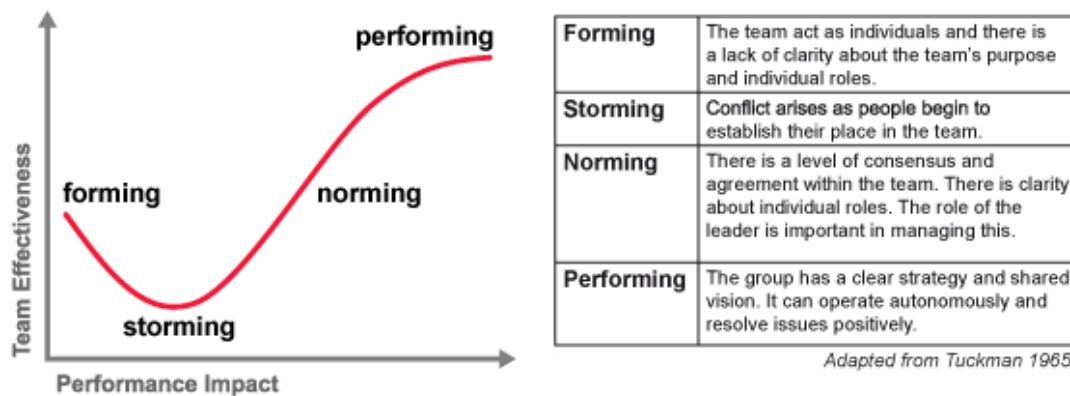 performing
forming
norming
storming
Team Effectiveness
Performance Impact
Forming
The team act as individuals and there is
a lack of clarity about the team's purpose
and individual roles.
Storming
Conflict arises as people begin to
establish their place in the team.
Norming
There is a level of consensus and
agreement within the team. There is clarity
about individual roles. The role of the
leader is important in managing this.
Performing
The group has a clear strategy and shared
vision. It can operate autonomously and
resolve issues positively.
Adapted from Tuckman 1965